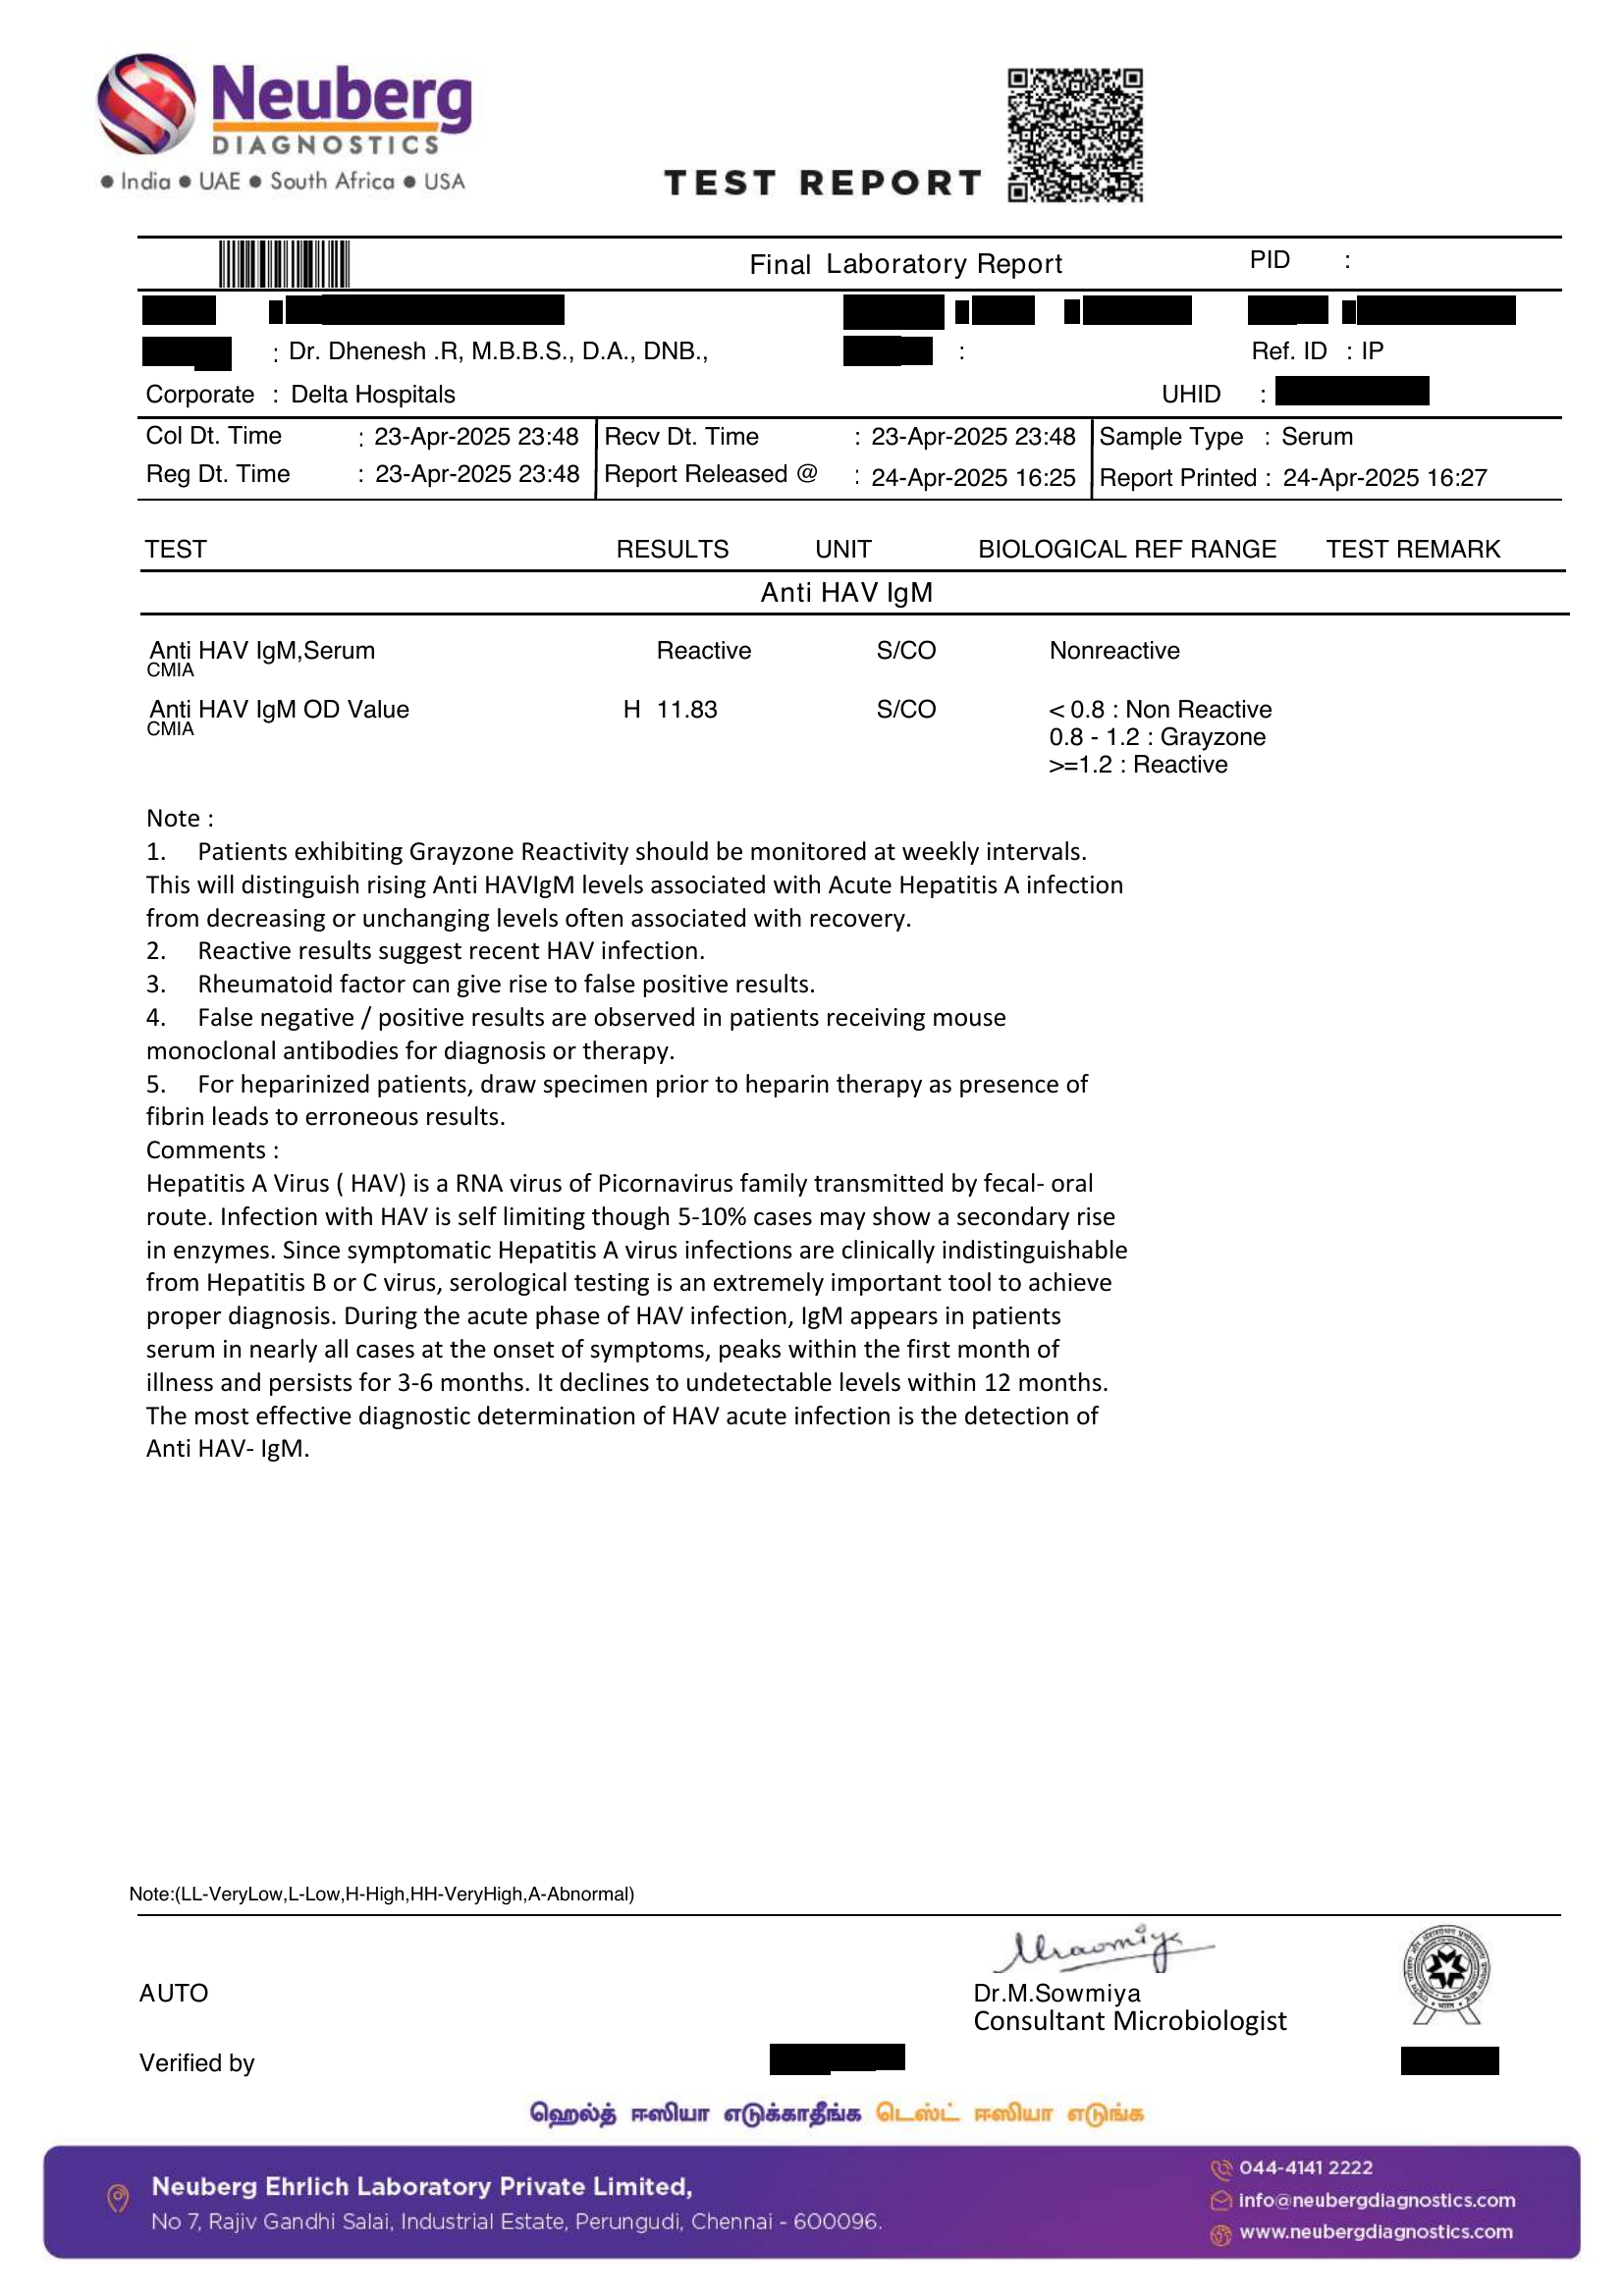 Neuberg
DIAGNOSTICS
● India ● UAE ● South Africa ● USA
TEST REPORT
Final Laboratory Report PID :
: Dr. Dhenesh .R, M.B.B.S., D.A., DNB., : Ref. ID : IP
Corporate : Delta Hospitals UHID :
Col Dt. Time : 23-Apr-2025 23:48 Recv Dt. Time : 23-Apr-2025 23:48 Sample Type : Serum
Reg Dt. Time : 23-Apr-2025 23:48 Report Released @ : 24-Apr-2025 16:25 Report Printed : 24-Apr-2025 16:27
TEST RESULTS UNIT BIOLOGICAL REF RANGE TEST REMARK
Anti HAV IgM
Anti HAV IgM,Serum Reactive S/CO Nonreactive
CMIA
Anti HAV IgM OD Value H 11.83 S/CO < 0.8 : Non Reactive
CMIA
0.8 - 1.2 : Grayzone
>=1.2 : Reactive
Note :
1. Patients exhibiting Grayzone Reactivity should be monitored at weekly intervals.
This will distinguish rising Anti HAVIgM levels associated with Acute Hepatitis A infection
from decreasing or unchanging levels often associated with recovery.
2. Reactive results suggest recent HAV infection.
3. Rheumatoid factor can give rise to false positive results.
4. False negative / positive results are observed in patients receiving mouse
monoclonal antibodies for diagnosis or therapy.
5. For heparinized patients, draw specimen prior to heparin therapy as presence of
fibrin leads to erroneous results.
Comments :
Hepatitis A Virus ( HAV) is a RNA virus of Picornavirus family transmitted by fecal- oral
route. Infection with HAV is self limiting though 5-10% cases may show a secondary rise
in enzymes. Since symptomatic Hepatitis A virus infections are clinically indistinguishable
from Hepatitis B or C virus, serological testing is an extremely important tool to achieve
proper diagnosis. During the acute phase of HAV infection, IgM appears in patients
serum in nearly all cases at the onset of symptoms, peaks within the first month of
illness and persists for 3-6 months. It declines to undetectable levels within 12 months.
The most effective diagnostic determination of HAV acute infection is the detection of
Anti HAV- IgM.
Note:(LL-VeryLow,L-Low,H-High,HH-VeryHigh,A-Abnormal)
AUTO Dr.M.Sowmiya
Consultant Microbiologist
Verified by
ஹெல்த் ஈஸியா எடுக்காதீங்க டெஸ்ட் ஈஸியா எடுங்க
Neuberg Ehrlich Laboratory Private Limited,
No 7, Rajiv Gandhi Salai, Industrial Estate, Perungudi, Chennai - 600096.
044-4141 2222
info@neubergdiagnostics.com
www.neubergdiagnostics.com